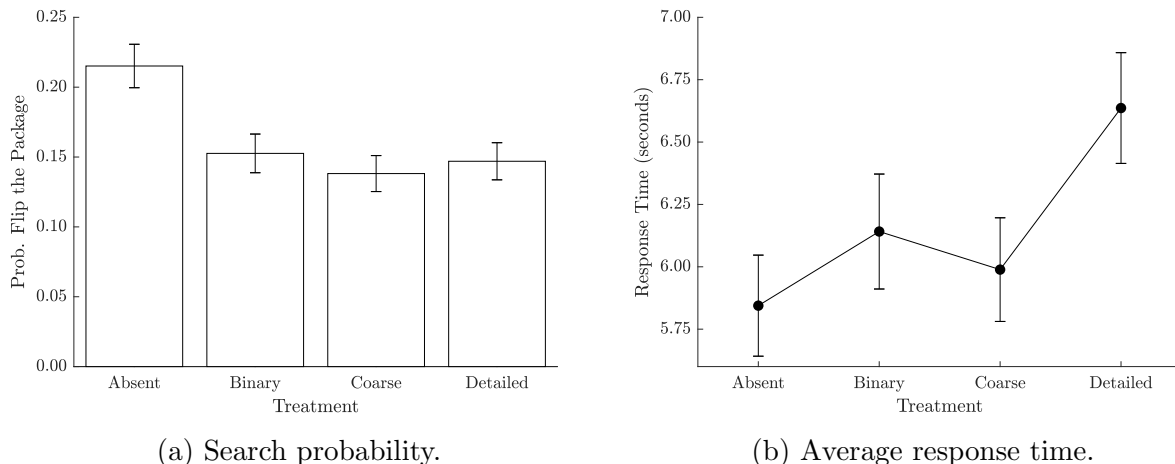 0.25
0.20
0.15
0.10
0.05
0.00
Prob. Flip the Package
Absent Binary Coarse Detailed
Treatment
(a) Search probability.
7.00
6.75
6.50
6.25
6.00
5.75
Response Time (seconds)
Absent Binary Coarse Detailed
Treatment
(b) Average response time.